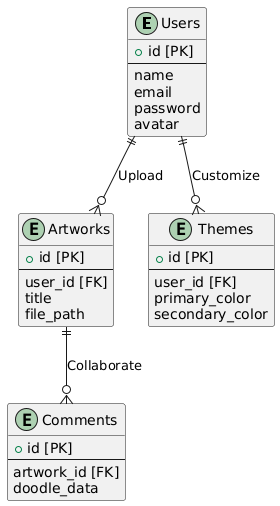 E Users
+ id [PK]
name
email
password
avatar
Upload
Customize
E Artworks
+ id [PK]
user_id [FK]
title
file_path
E Themes
+ id [PK]
user_id [FK]
primary_color
secondary_color
Collaborate
E Comments
+ id [PK]
artwork_id [FK]
doodle_data